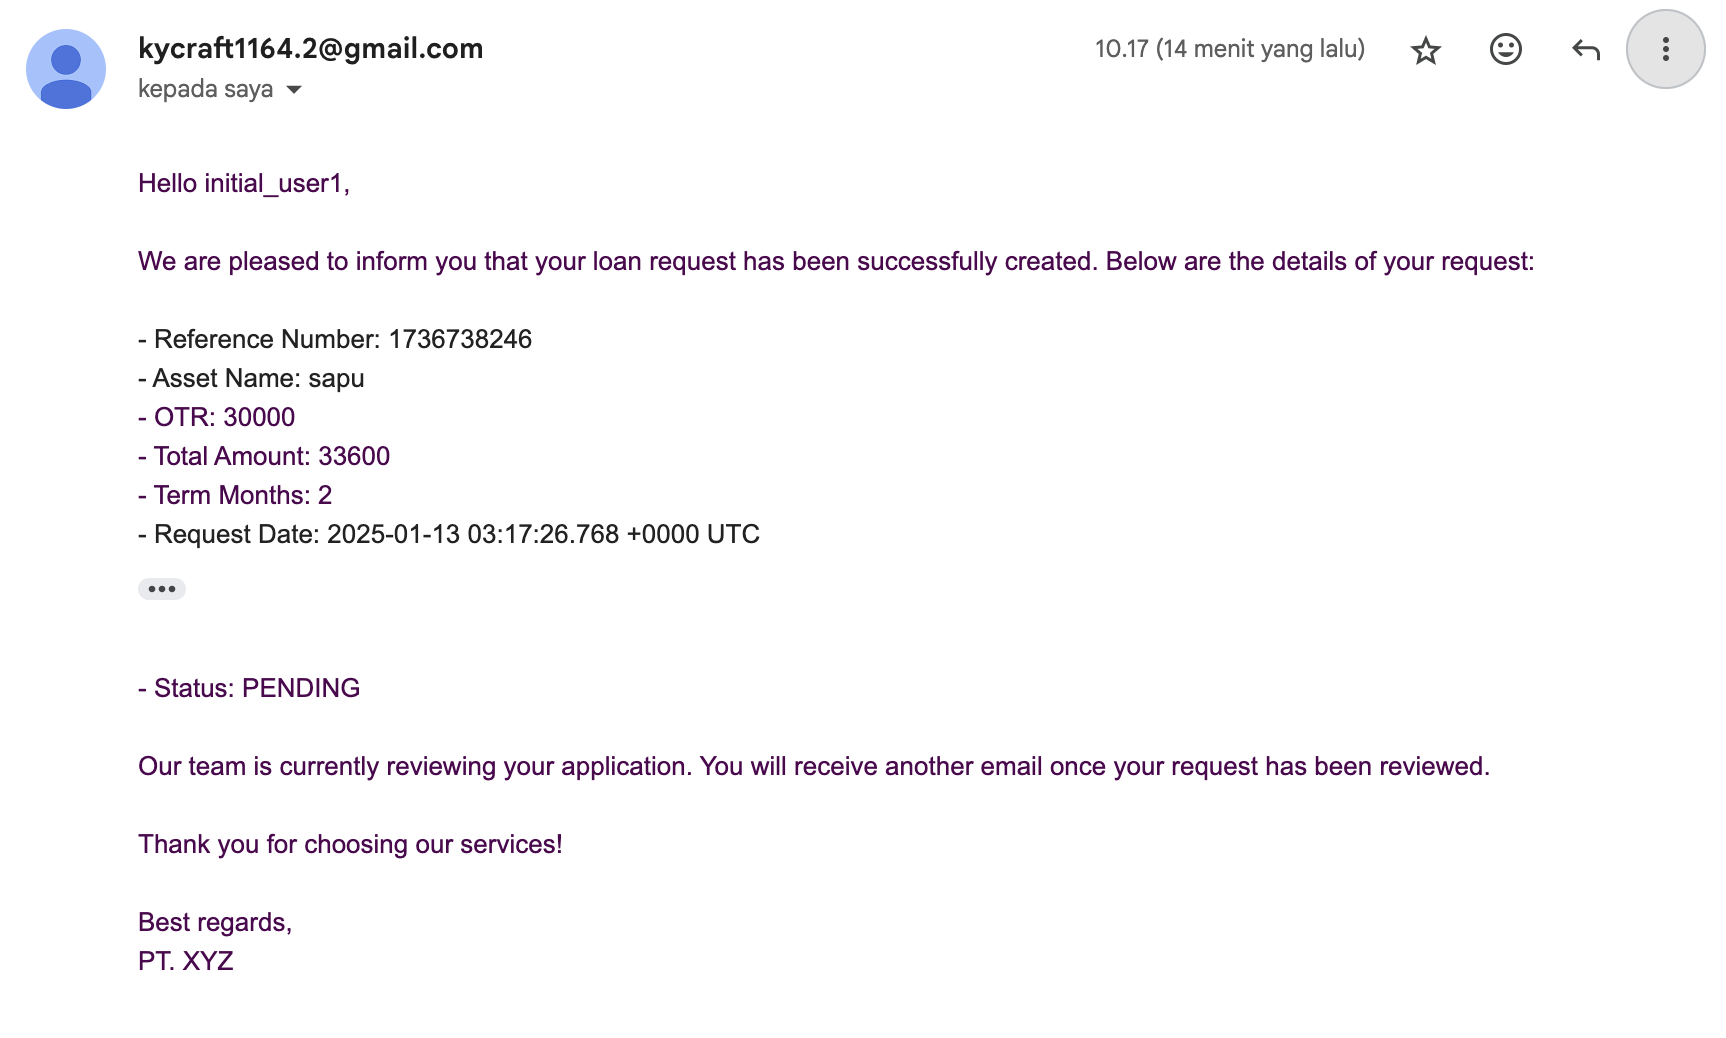 kycraft1164.2@gmail.com
10.17 (14 menit yang lalu)
kepada saya
Hello initial_user1,
We are pleased to inform you that your loan request has been successfully created. Below are the details of your request:
- Reference Number: 1736738246
- Asset Name: sapu
- OTR: 30000
- Total Amount: 33600
- Term Months: 2
- Request Date: 2025-01-13 03:17:26.768 +0000 UTC
- Status: PENDING
Our team is currently reviewing your application. You will receive another email once your request has been reviewed.
Thank you for choosing our services!
Best regards,
PT. XYZ